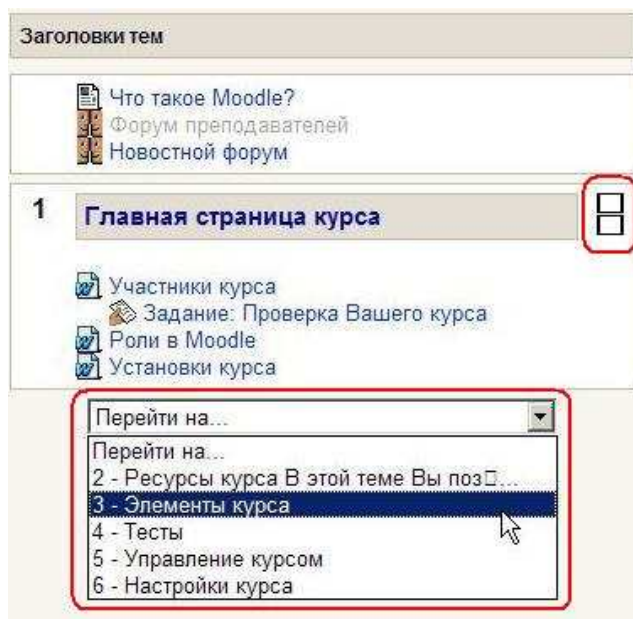 Заголовки тем
Что такое Moodle?
Форум преподавателей
Новостной форум
1 Главная страница курса
Участники курса
Задание: Проверка Вашего курса
Роли в Moodle
Установки курса
Перейти на...
Перейти на...
2 - Ресурсы курса В этой теме Вы поз□...
3 - Элементы курса
4 - Тесты
5 - Управление курсом
6 - Настройки курса